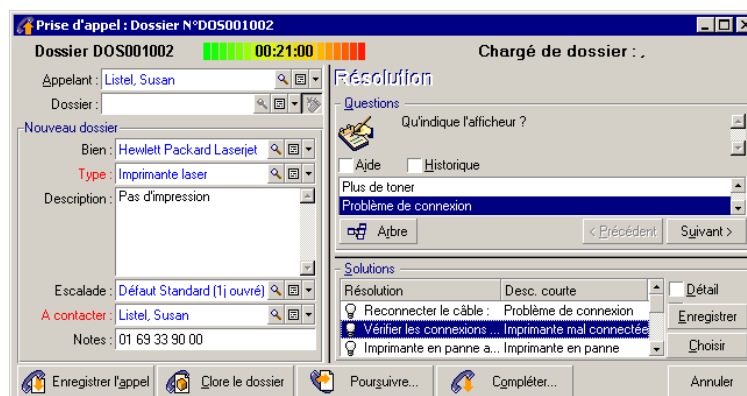 Prise d'appel : Dossier N°DOS001002
Dossier DOS001002
00:21:00
Chargé de dossier : ,
Appelant : Listel, Susan
Dossier :
Nouveau dossier
Bien : Hewlett Packard Laserjet
Type : Imprimante laser
Description : Pas d'impression
Escalade : Défaut Standard (1j ouvré)
A contacter : Listel, Susan
Notes : 01 69 33 90 00
Résolution
Questions
Qu'indique l'afficheur ?
Aide Historique
Plus de toner
Problème de connexion
Arbre < Précédent Suivant >
Solutions
Résolution Desc. courte
Reconnecter le câble : Problème de connexion
Vérifier les connexions ... Imprimante mal connectée
Imprimante en panne a... Imprimante en panne
Détail
Enregistrer
Choisir
Enregistrer l'appel Clore le dossier Poursuivre... Compléter... Annuler